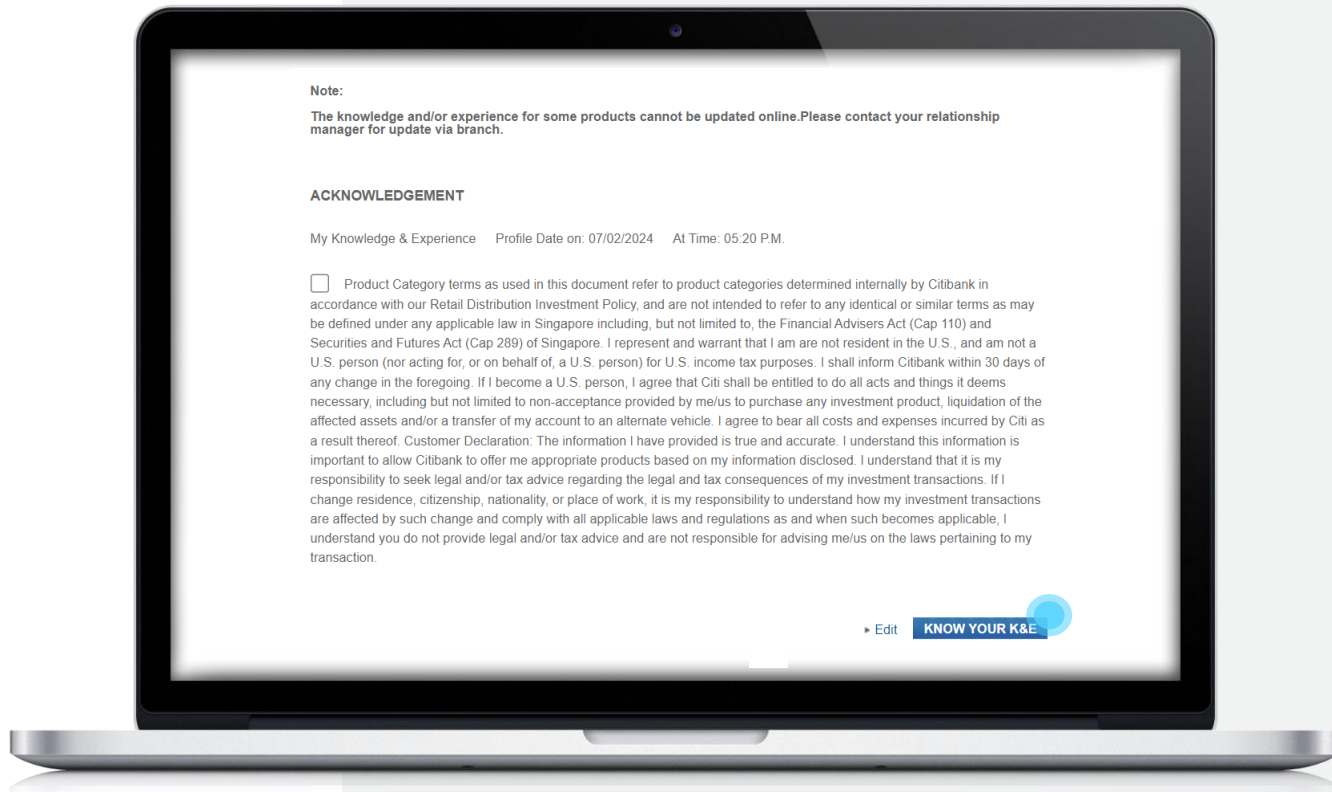 Note:
The knowledge and/or experience for some products cannot be updated online.Please contact your relationship
manager for update via branch.
ACKNOWLEDGEMENT
My Knowledge & Experience Profile Date on: 07/02/2024 At Time: 05:20 P.M.
Product Category terms as used in this document refer to product categories determined internally by Citibank in
accordance with our Retail Distribution Investment Policy, and are not intended to refer to any identical or similar terms as may
be defined under any applicable law in Singapore including, but not limited to, the Financial Advisers Act (Cap 110) and
Securities and Futures Act (Cap 289) of Singapore. I represent and warrant that I am are not resident in the U.S., and am not a
U.S. person (nor acting for, or on behalf of, a U.S. person) for U.S. income tax purposes. I shall inform Citibank within 30 days of
any change in the foregoing. If I become a U.S. person, I agree that Citi shall be entitled to do all acts and things it deems
necessary, including but not limited to non-acceptance provided by me/us to purchase any investment product, liquidation of the
affected assets and/or a transfer of my account to an alternate vehicle. I agree to bear all costs and expenses incurred by Citi as
a result thereof. Customer Declaration: The information I have provided is true and accurate. I understand this information is
important to allow Citibank to offer me appropriate products based on my information disclosed. I understand that it is my
responsibility to seek legal and/or tax advice regarding the legal and tax consequences of my investment transactions. If I
change residence, citizenship, nationality, or place of work, it is my responsibility to understand how my investment transactions
are affected by such change and comply with all applicable laws and regulations as and when such becomes applicable, I
understand you do not provide legal and/or tax advice and are not responsible for advising me/us on the laws pertaining to my
transaction.
▸ Edit KNOW YOUR K&E